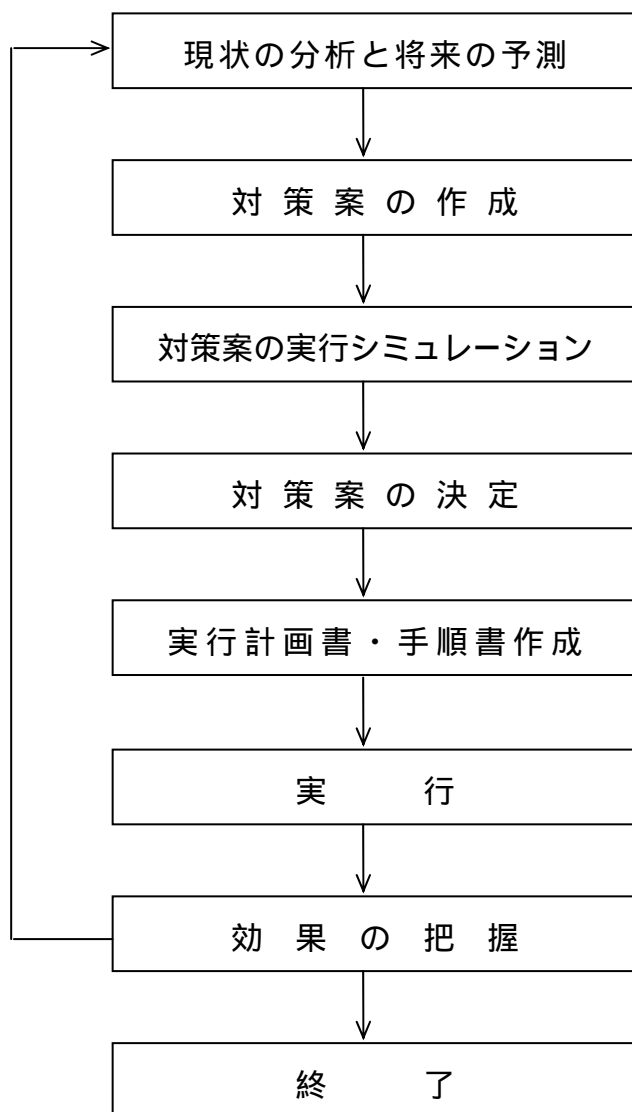 現状の分析と将来の予測
対策案の作成
対策案の実行シミュレーション
対策案の決定
実行計画書・手順書作成
実行
効果の把握
終了